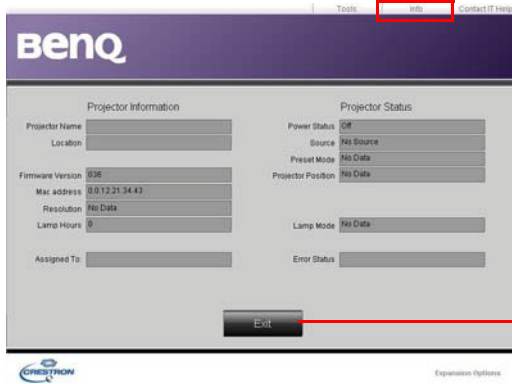 Tools Info Contact IT Help
BenQ
Projector Information
Projector Name
Location
Firmware Version 036
Mac address 0.0.12.21.34.43
Resolution No Data
Lamp Hours 0
Assigned To:
Projector Status
Power Status Off
Source No Source
Preset Mode No Data
Projector Position No Data
Lamp Mode No Data
Error Status
Exit
CRESTRON
Expansion Options